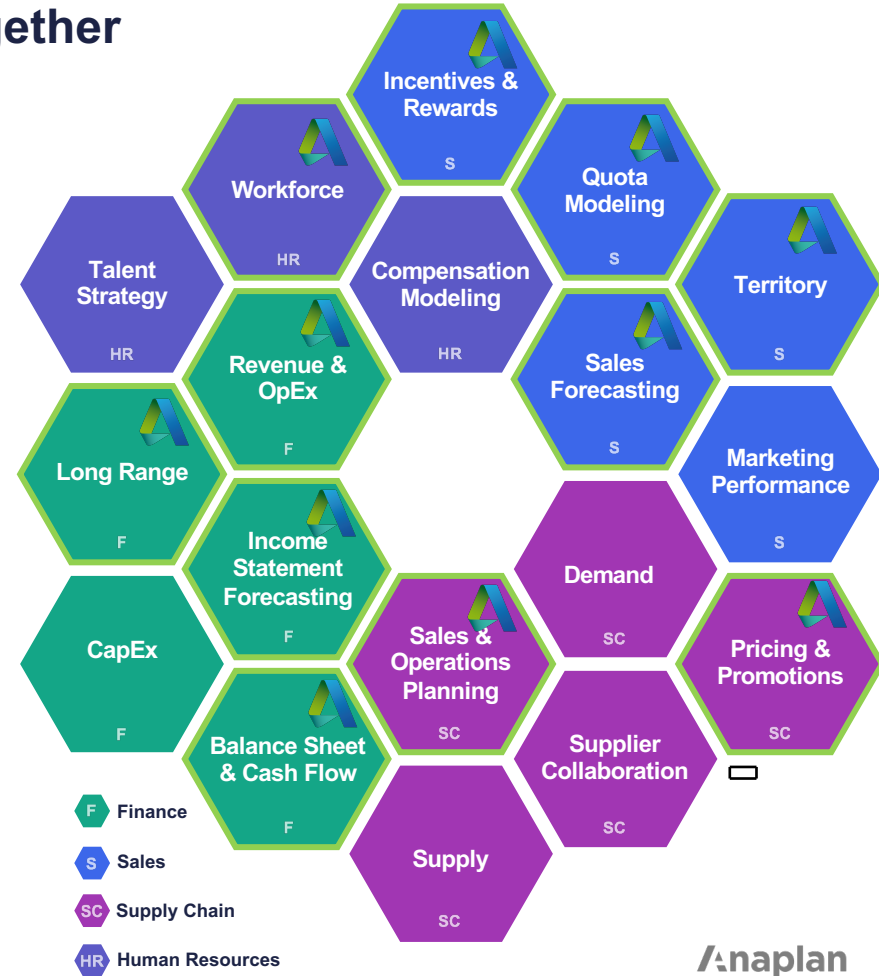 gether
Incentives &
Rewards
S
Workforce
HR
Quota
Modeling
S
Talent
Strategy
HR
Compensation
Modeling
HR
Territory
S
Revenue &
OpEx
F
Sales
Forecasting
S
Long Range
F
Marketing
Performance
S
Income
Statement
Forecasting
F
Demand
SC
CapEx
F
Sales &
Operations
Planning
SC
Pricing &
Promotions
SC
Balance Sheet
& Cash Flow
F
Supplier
Collaboration
SC
Supply
SC
F Finance
S Sales
SC Supply Chain
HR Human Resources
Anaplan